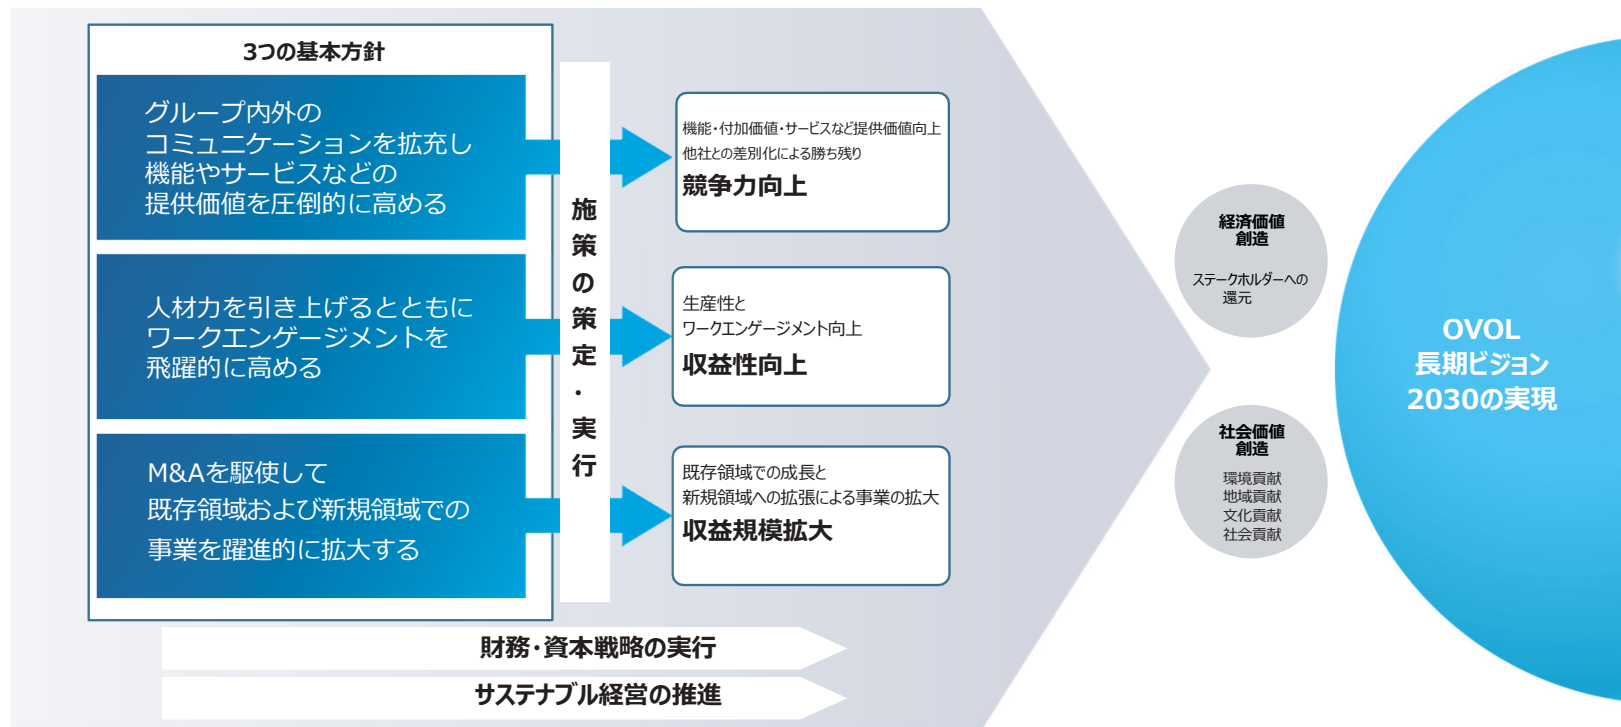 3つの基本方針
グループ内外の
コミュニケーションを拡充し
機能やサービスなどの
提供価値を圧倒的に高める
人材力を引き上げるとともに
ワークエンゲージメントを
飛躍的に高める
M&Aを駆使して
既存領域および新規領域での
事業を躍進的に拡大する
施策の策定・実行
機能・付加価値・サービスなど提供価値向上
他社との差別化による勝ち残り
競争力向上
生産性と
ワークエンゲージメント向上
収益性向上
既存領域での成長と
新規領域への拡張による事業の拡大
収益規模拡大
財務・資本戦略の実行
サステナブル経営の推進
経済価値
創造
ステークホルダーへの
還元
社会価値
創造
環境貢献
地域貢献
文化貢献
社会貢献
OVOL
長期ビジョン
2030の実現